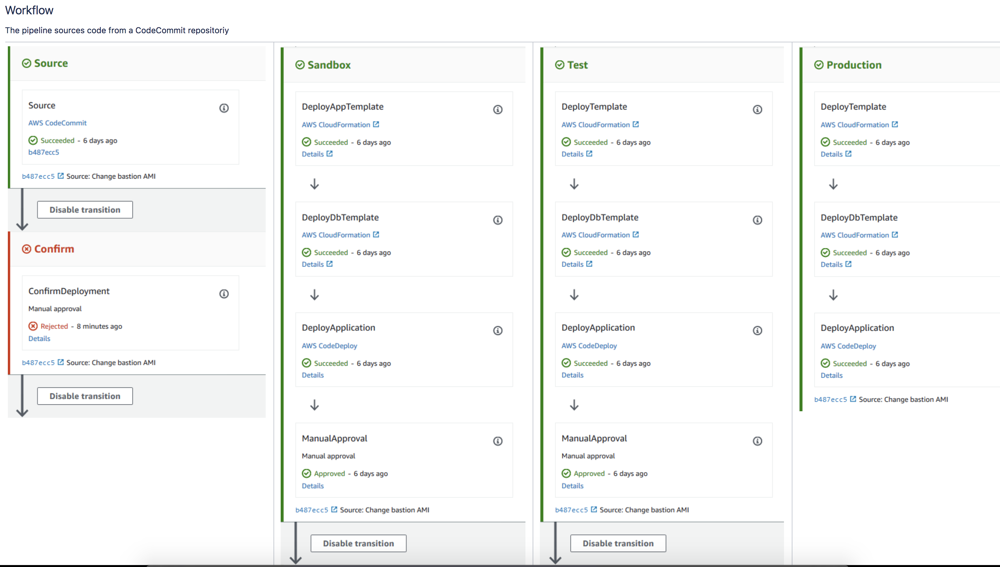 Workflow
The pipeline sources code from a CodeCommit repositoriy
Source
Source
AWS CodeCommit
Succeeded - 6 days ago
b487ecc5
b487ecc5 Source: Change bastion AMI
Disable transition
Confirm
ConfirmDeployment
Manual approval
Rejected - 8 minutes ago
Details
b487ecc5 Source: Change bastion AMI
Disable transition
Sandbox
DeployAppTemplate
AWS CloudFormation
Succeeded - 6 days ago
Details
DeployDbTemplate
AWS CloudFormation
Succeeded - 6 days ago
Details
DeployApplication
AWS CodeDeploy
Succeeded - 6 days ago
Details
ManualApproval
Manual approval
Approved - 6 days ago
Details
b487ecc5 Source: Change bastion AMI
Disable transition
Test
DeployTemplate
AWS CloudFormation
Succeeded - 6 days ago
Details
DeployDbTemplate
AWS CloudFormation
Succeeded - 6 days ago
Details
DeployApplication
AWS CodeDeploy
Succeeded - 6 days ago
Details
ManualApproval
Manual approval
Approved - 6 days ago
Details
b487ecc5 Source: Change bastion AMI
Disable transition
Production
DeployTemplate
AWS CloudFormation
Succeeded - 6 days ago
Details
DeployDbTemplate
AWS CloudFormation
Succeeded - 6 days ago
Details
DeployApplication
AWS CodeDeploy
Succeeded - 6 days ago
Details
b487ecc5 Source: Change bastion AMI